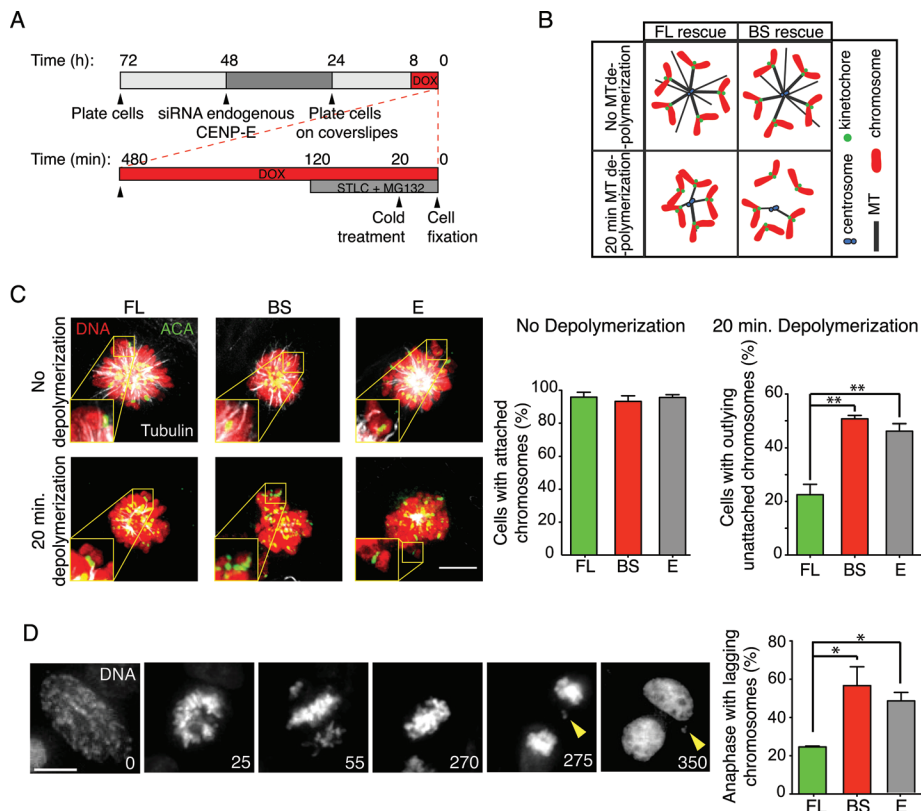 A
Time (h):
72 48 24 8 0
DOX
Plate cells
siRNA endogenous
CENP-E
Plate cells
on coverslipes
Time (min):
480 120 20 0
DOX
STLC + MG132
Cold
treatment
Cell
fixation
B
FL rescue
BS rescue
No MTde-
-polymerization
20 min MT de-
-polymerization
kinetochore
chromosome
centrosome
MT
C
FL
BS
E
No
depolymerization
DNA
ACA
Tubulin
20 min.
depolymerization
No Depolymerization
Cells with attached
chromosomes (%)
100
80
60
40
20
0
FL
BS
E
20 min. Depolymerization
Cells with outlying
unattached chromosomes (%)
60
40
20
0
**
**
FL
BS
E
D
DNA
0
25
55
270
275
350
Anaphase with lagging
chromosomes (%)
80
60
40
20
0
*
*
FL
BS
E